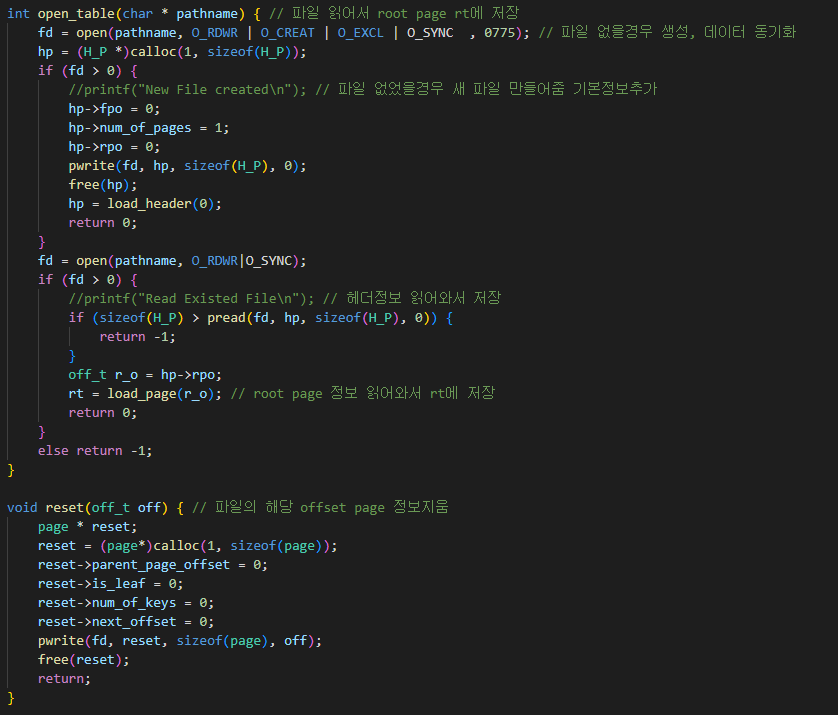 int open_table(char * pathname) { // 파일 읽어서 root page rt에 저장
    fd = open(pathname, O_RDWR | O_CREAT | O_EXCL | O_SYNC  , 0775); // 파일 없을경우 생성, 데이터 동기화
    hp = (H_P *)calloc(1, sizeof(H_P));
    if (fd > 0) {
        //printf("New File created\n"); // 파일 없었을경우 새 파일 만들어줌 기본정보추가
        hp->fpo = 0;
        hp->num_of_pages = 1;
        hp->rpo = 0;
        pwrite(fd, hp, sizeof(H_P), 0);
        free(hp);
        hp = load_header(0);
        return 0;
    }
    fd = open(pathname, O_RDWR|O_SYNC);
    if (fd > 0) {
        //printf("Read Existed File\n"); // 헤더정보 읽어와서 저장
        if (sizeof(H_P) > pread(fd, hp, sizeof(H_P), 0)) {
            return -1;
        }
        off_t r_o = hp->rpo;
        rt = load_page(r_o); // root page 정보 읽어와서 rt에 저장
        return 0;
    }
    else return -1;
}

void reset(off_t off) { // 파일의 해당 offset page 정보지움
    page * reset;
    reset = (page*)calloc(1, sizeof(page));
    reset->parent_page_offset = 0;
    reset->is_leaf = 0;
    reset->num_of_keys = 0;
    reset->next_offset = 0;
    pwrite(fd, reset, sizeof(page), off);
    free(reset);
    return;
}